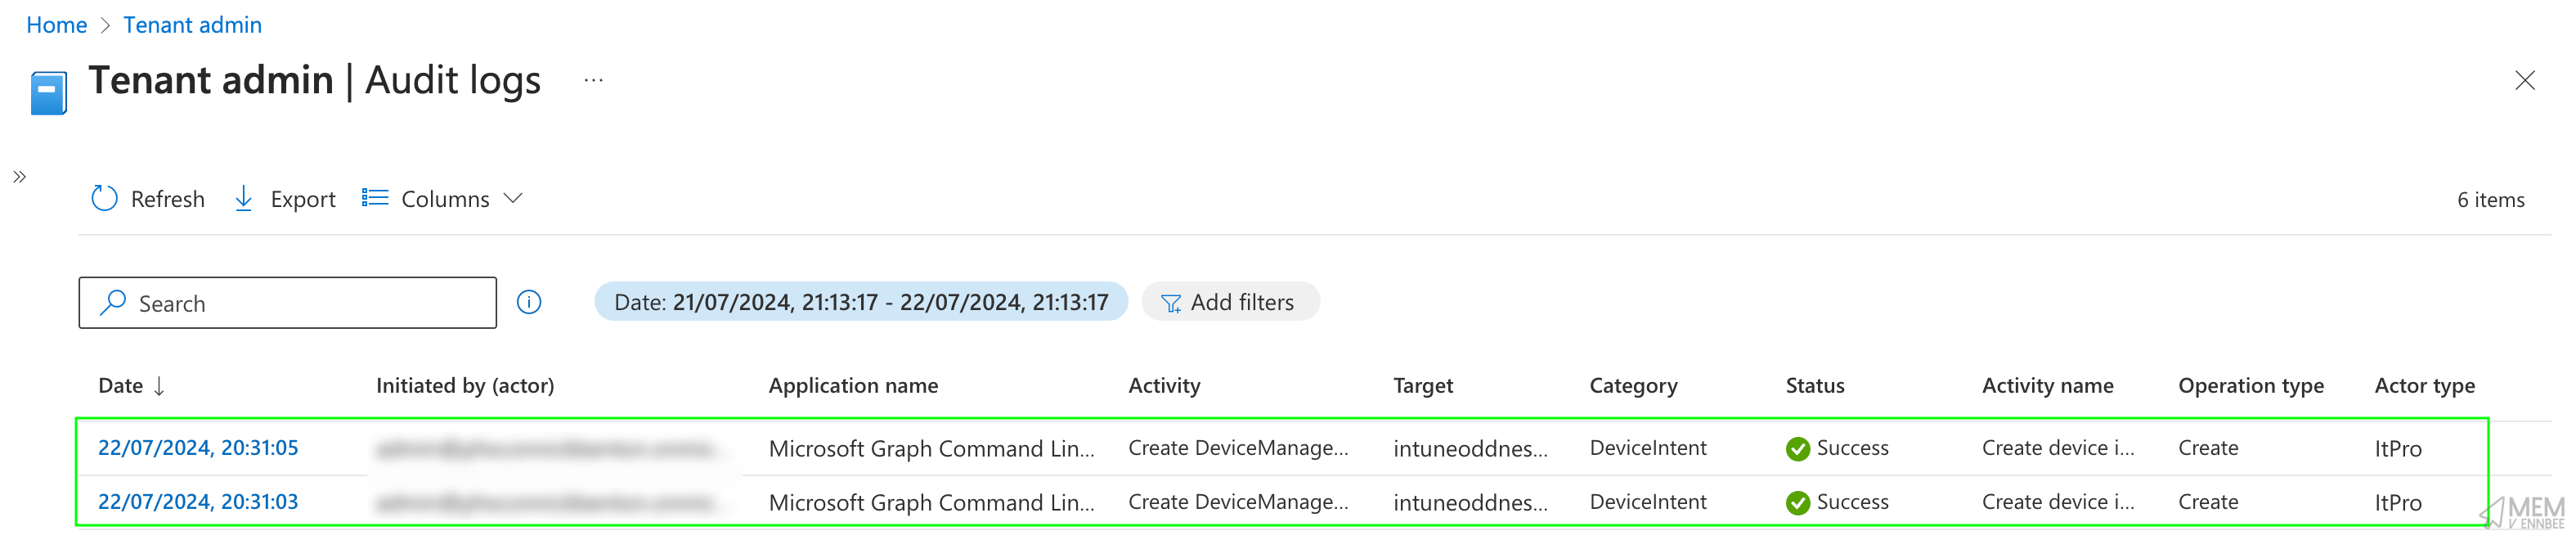 Home > Tenant admin
Tenant admin | Audit logs ...
Refresh Export Columns 6 items
Search Date: 21/07/2024, 21:13:17 - 22/07/2024, 21:13:17 Add filters
Date ↓ Initiated by (actor) Application name Activity Target Category Status Activity name Operation type Actor type
22/07/2024, 20:31:05 Microsoft Graph Command Lin... Create DeviceManage... intuneoddnes... DeviceIntent Success Create device i... Create ItPro
22/07/2024, 20:31:03 Microsoft Graph Command Lin... Create DeviceManage... intuneoddnes... DeviceIntent Success Create device i... Create ItPro
MEM
V ENNBEE